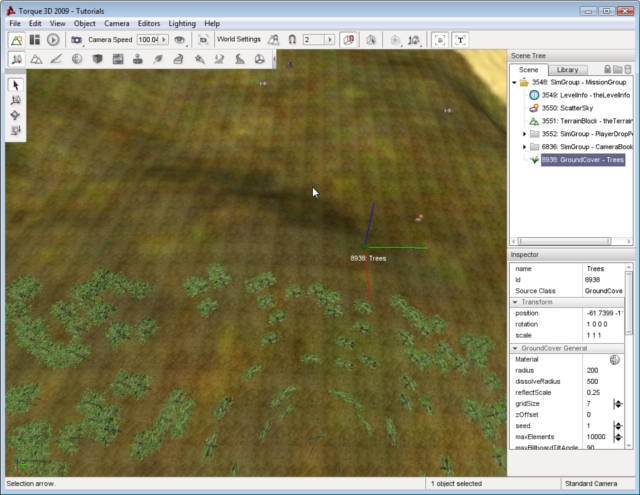 Torque 3D 2009 - Tutorials
File Edit View Object Camera Editors Lighting Help
Camera Speed 100.04 World Settings 2
Scene Tree
Scene Library
3548: SimGroup - MissionGroup
3549: LevelInfo - theLevelInfo
3550: ScatterSky
3551: TerrainBlock - theTerrain
3552: SimGroup - PlayerDropP
6836: SimGroup - CameraBook
8938: GroundCover - Trees
8938: Trees
Inspector
name Trees
Id 8938
Source Class GroundCove
Transform
position -61.7399 -1
rotation 1 0 0 0
scale 1 1 1
GroundCover General
Material
radius 200
dissolveRadius 500
reflectScale 0.25
gridSize 7
zOffset 0
seed 1
maxElements 10000
maxBillboardTiltAngle 90
Selection arrow. 1 object selected Standard Camera